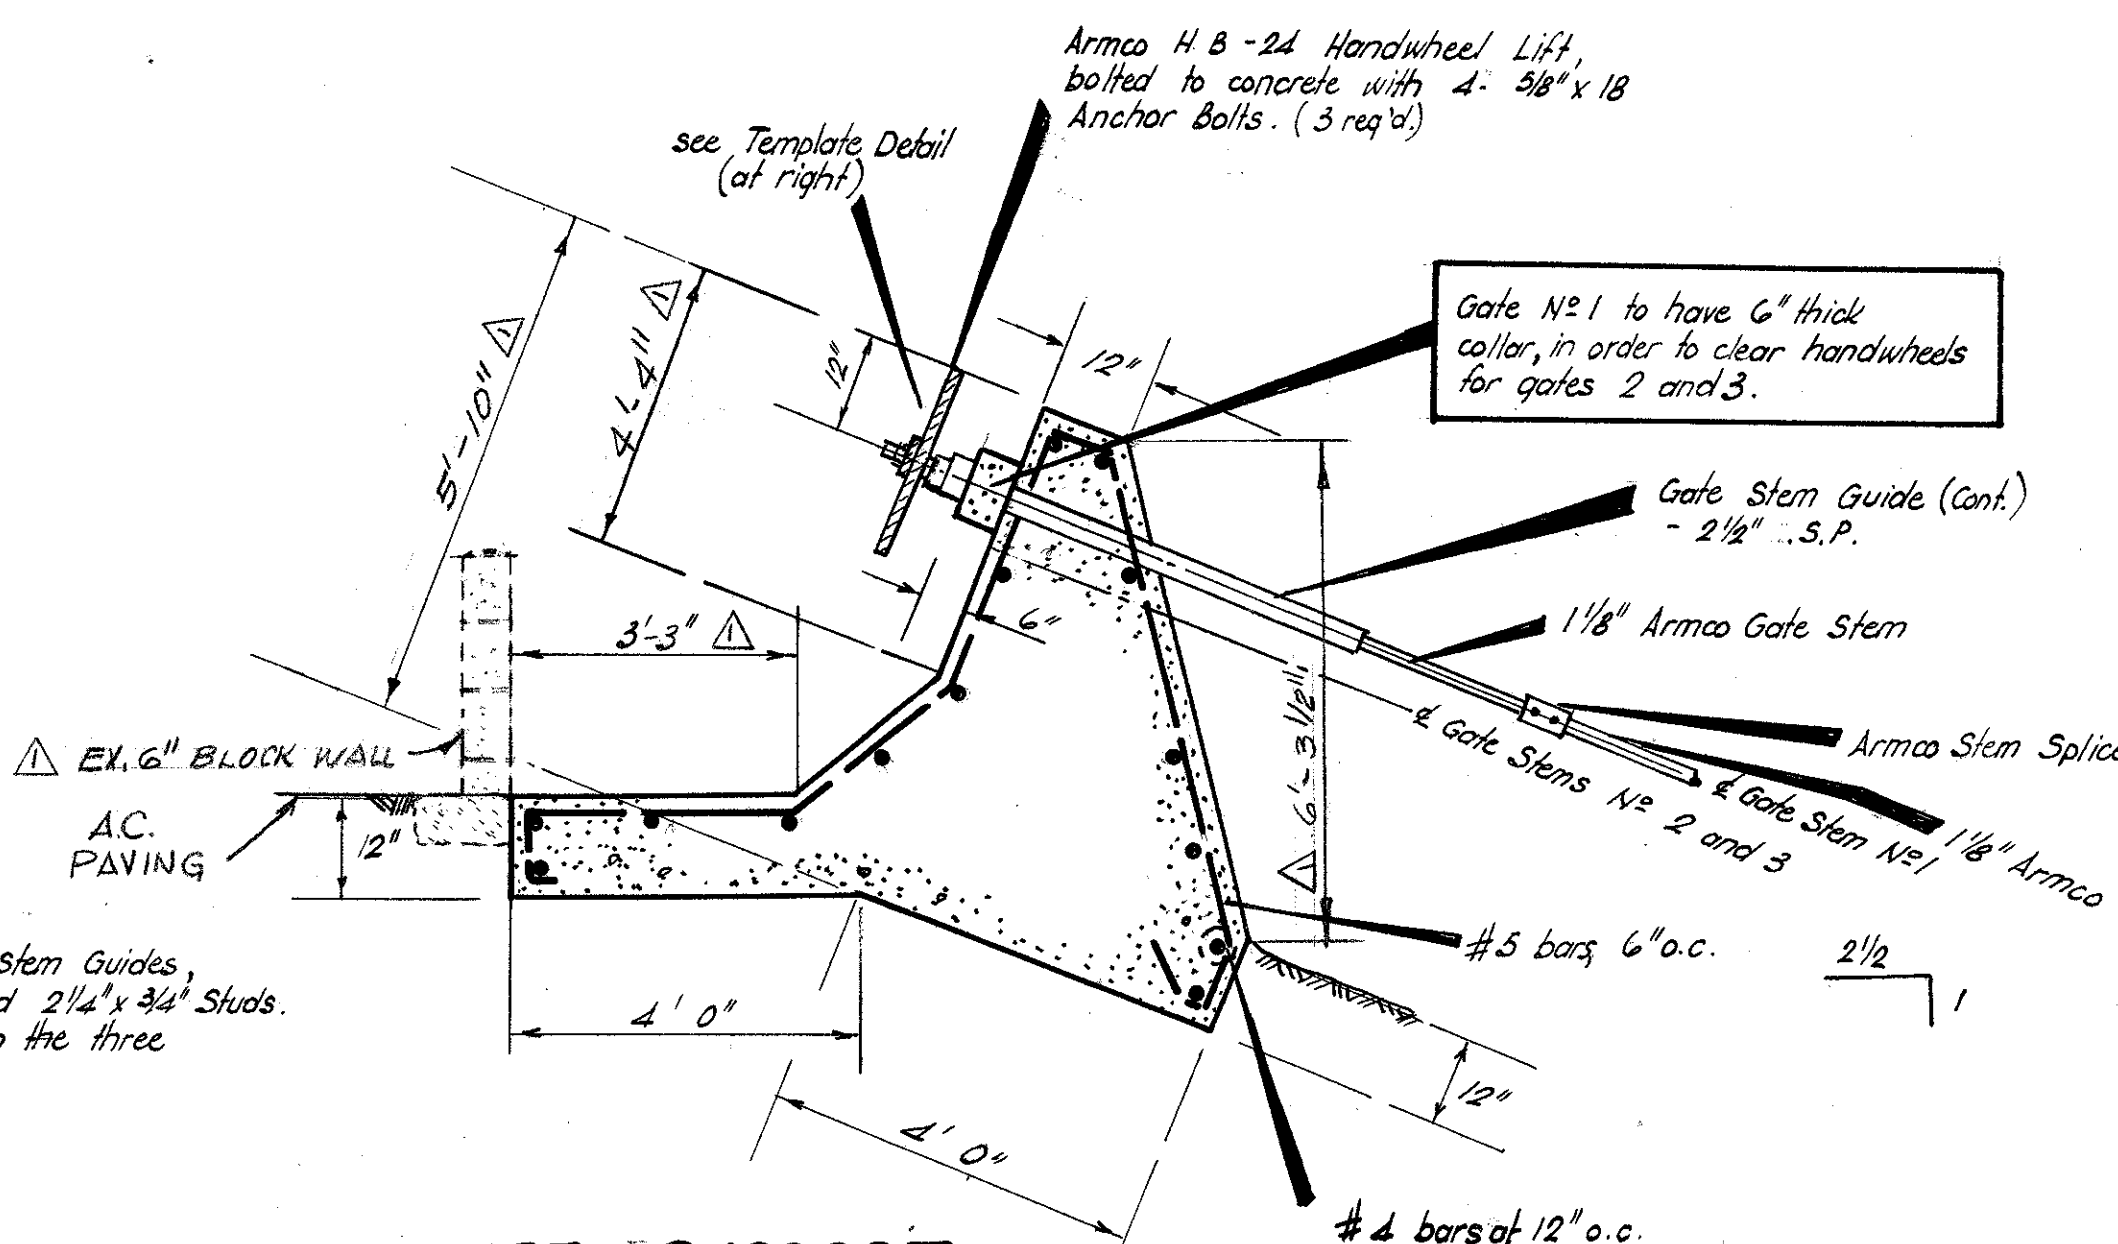 Armco H.B-24 Handwheel Lift,
bolted to concrete with 4- 5/8" x 18
Anchor Bolts. (3 req'd.)
see Template Detail
(at right)
Gate Nº 1 to have 6" thick
collar, in order to clear handwheels
for gates 2 and 3.
5'-10" 1
4'-4" 1
12"
12"
Gate Stem Guide (Cont.)
- 2½" S.P.
1⅛" Armco Gate Stem
3'-3" 1
6"
6'-3½" 1
℄ Gate Stems Nº 2 and 3
Armco Stem Splice
℄ Gate Stem Nº1
1⅛" Armco
1 EX. 6" BLOCK WALL
A.C.
PAVING
12"
#5 bars, 6" o.c.
2½
1
Stem Guides,
2¼" x ¾" Studs.
the three
4' 0"
4' 0"
12"
#4 bars at 12" o.c.